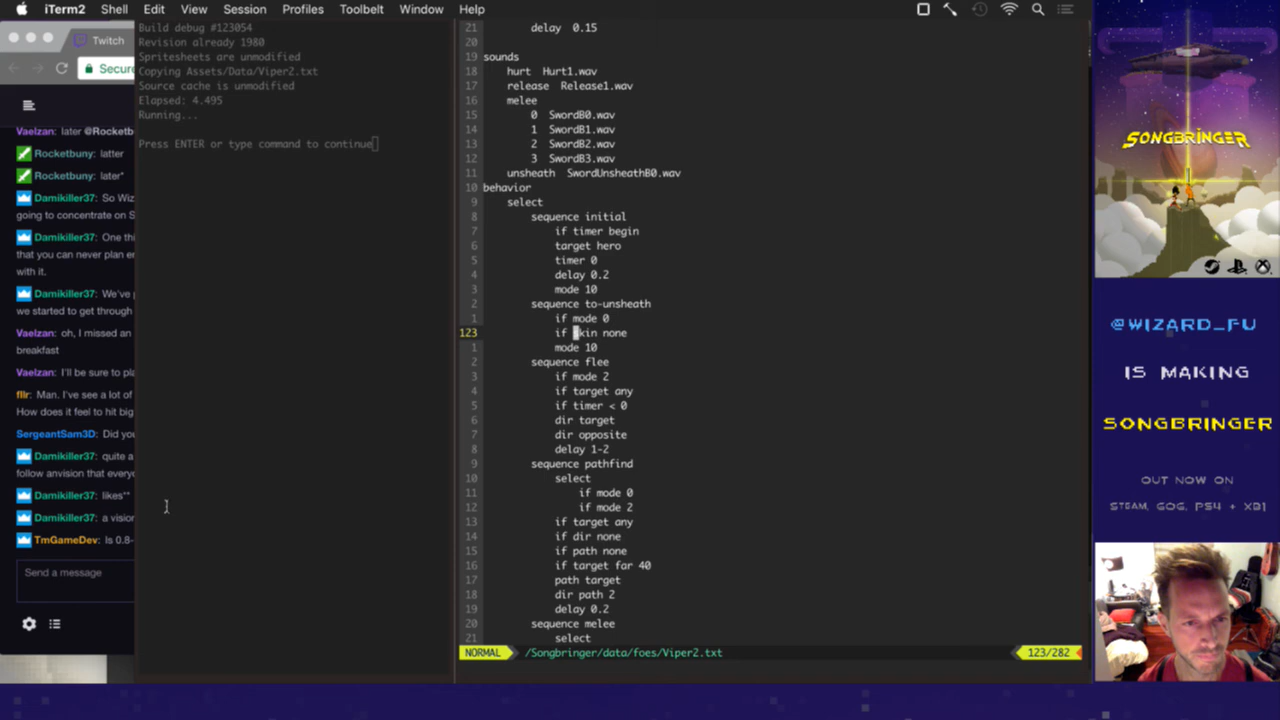 iTerm2 Shell Edit View Session Profiles Toolbelt Window Help
Twitch
Secure
Vaelzan: later @Rocketb
Rocketbuny: latter
Rocketbuny: later*
Damikiller37: So Wiz
going to concentrate on S
Damikiller37: One thi
that you can never plan en
with it.
Damikiller37: We've
we started to get through
Vaelzan: oh, I missed an
breakfast
Vaelzan: I'll be sure to pla
fllr: Man. I've see a lot of
How does it feel to hit big
SergeantSam3D: Did you
Damikiller37: quite a
follow anvision that every
Damikiller37: likes**
Damikiller37: a vision
TmGameDev: Is 0.8-
Send a message
Build debug #123054
Revision already 1980
Spritesheets are unmodified
Copying Assets/Data/Viper2.txt
Source cache is unmodified
Elapsed: 4.495
Running...
Press ENTER or type command to continue
21 delay 0.15
20
19 sounds
18 hurt Hurt1.wav
17 release Release1.wav
16 melee
15 0 SwordB0.wav
14 1 SwordB1.wav
13 2 SwordB2.wav
12 3 SwordB3.wav
11 unsheath SwordUnsheathB0.wav
10 behavior
9 select
8 sequence initial
7 if timer begin
6 target hero
5 timer 0
4 delay 0.2
3 mode 10
2 sequence to-unsheath
1 if mode 0
123 if skin none
1 mode 10
2 sequence flee
3 if mode 2
4 if target any
5 if timer < 0
6 dir target
7 dir opposite
8 delay 1-2
9 sequence pathfind
10 select
11 if mode 0
12 if mode 2
13 if target any
14 if dir none
15 if path none
16 if target far 40
17 path target
18 dir path 2
19 delay 0.2
20 sequence melee
21 select
NORMAL /Songbringer/data/foes/Viper2.txt 123/282
SONGBRINGER
@WIZARD_FU
IS MAKING
SONGBRINGER
OUT NOW ON
STEAM, GOG, PS4 + XB1